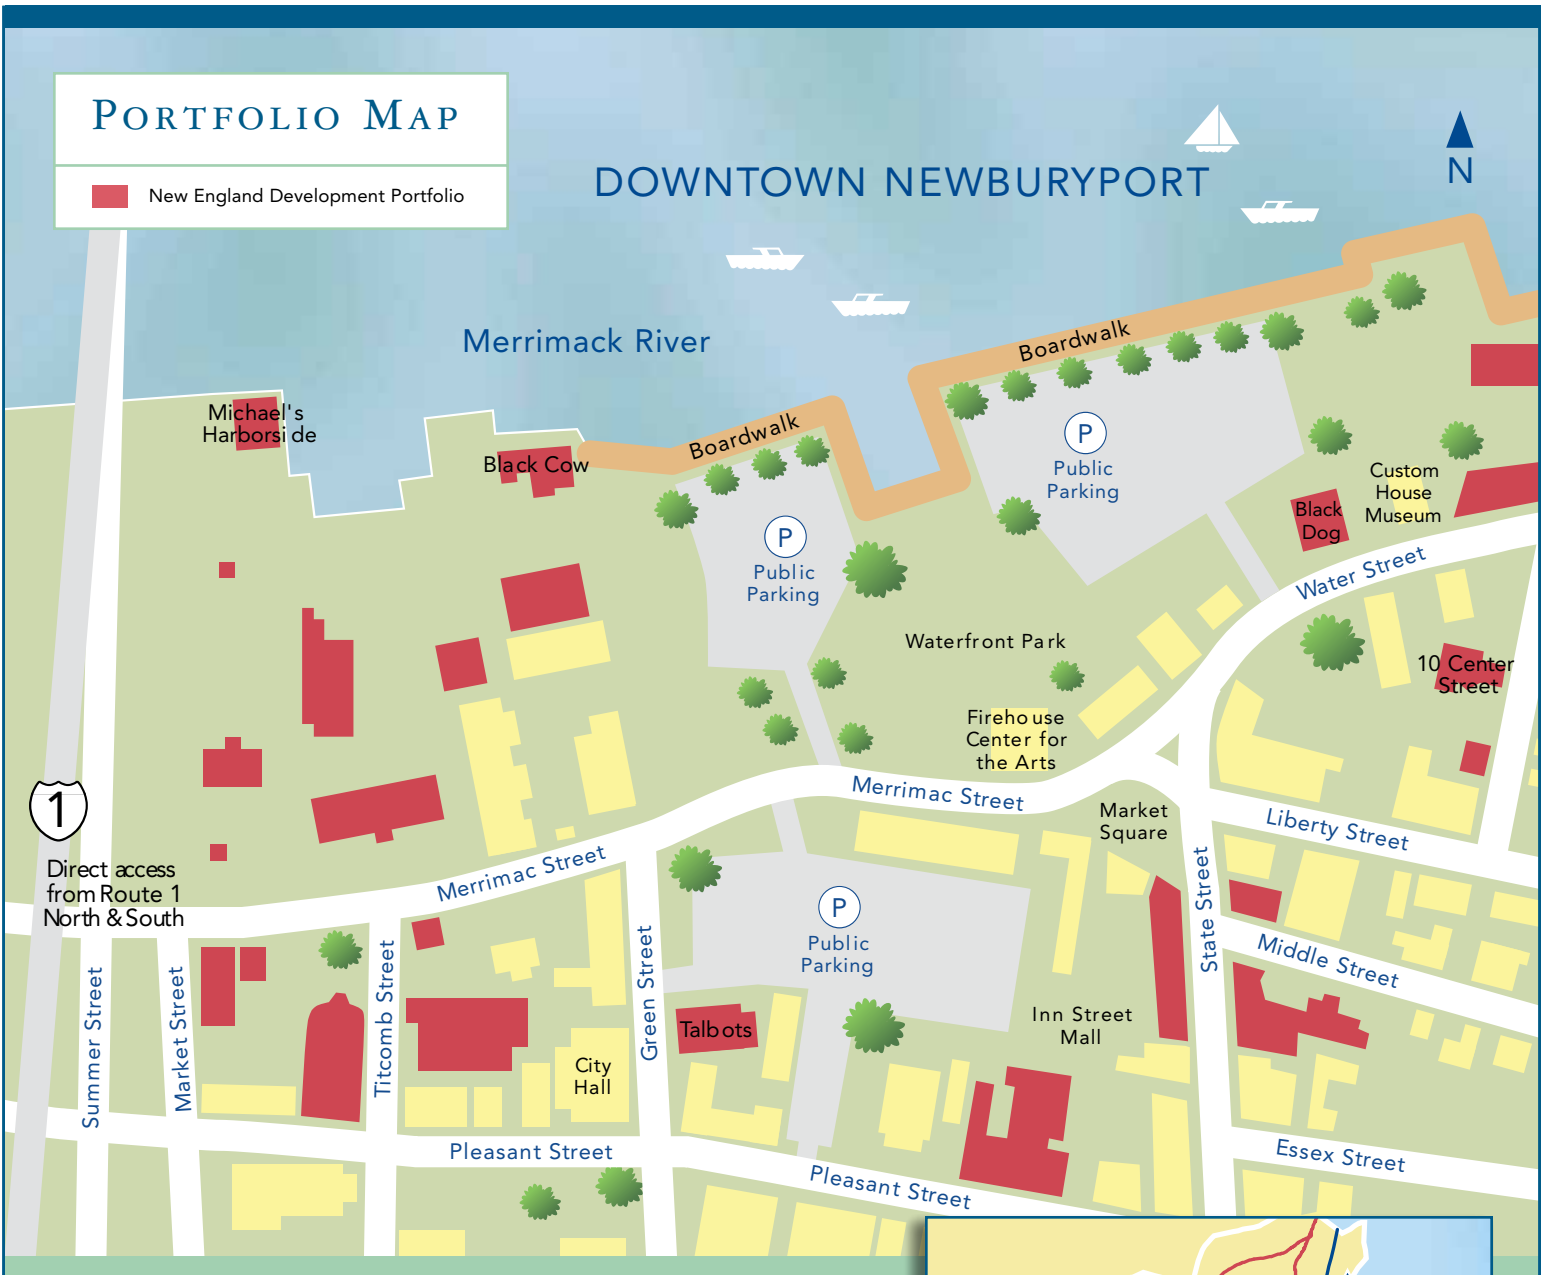 PORTFOLIO MAP
New England Development Portfolio
DOWNTOWN NEWBURYPORT
N
Merrimack River
Boardwalk
Boardwalk
Michael's
Harborside
Black Cow
P
Public
Parking
P
Public
Parking
Custom
House
Museum
Black
Dog
Water Street
Waterfront Park
10 Center
Street
Firehouse
Center for
the Arts
Merrimac Street
Market
Square
Liberty Street
1
Direct access
from Route 1
North & South
Merrimac Street
P
Public
Parking
State Street
Middle Street
Summer Street
Market Street
Titcomb Street
Green Street
Talbots
Inn Street
Mall
City
Hall
Pleasant Street
Pleasant Street
Essex Street